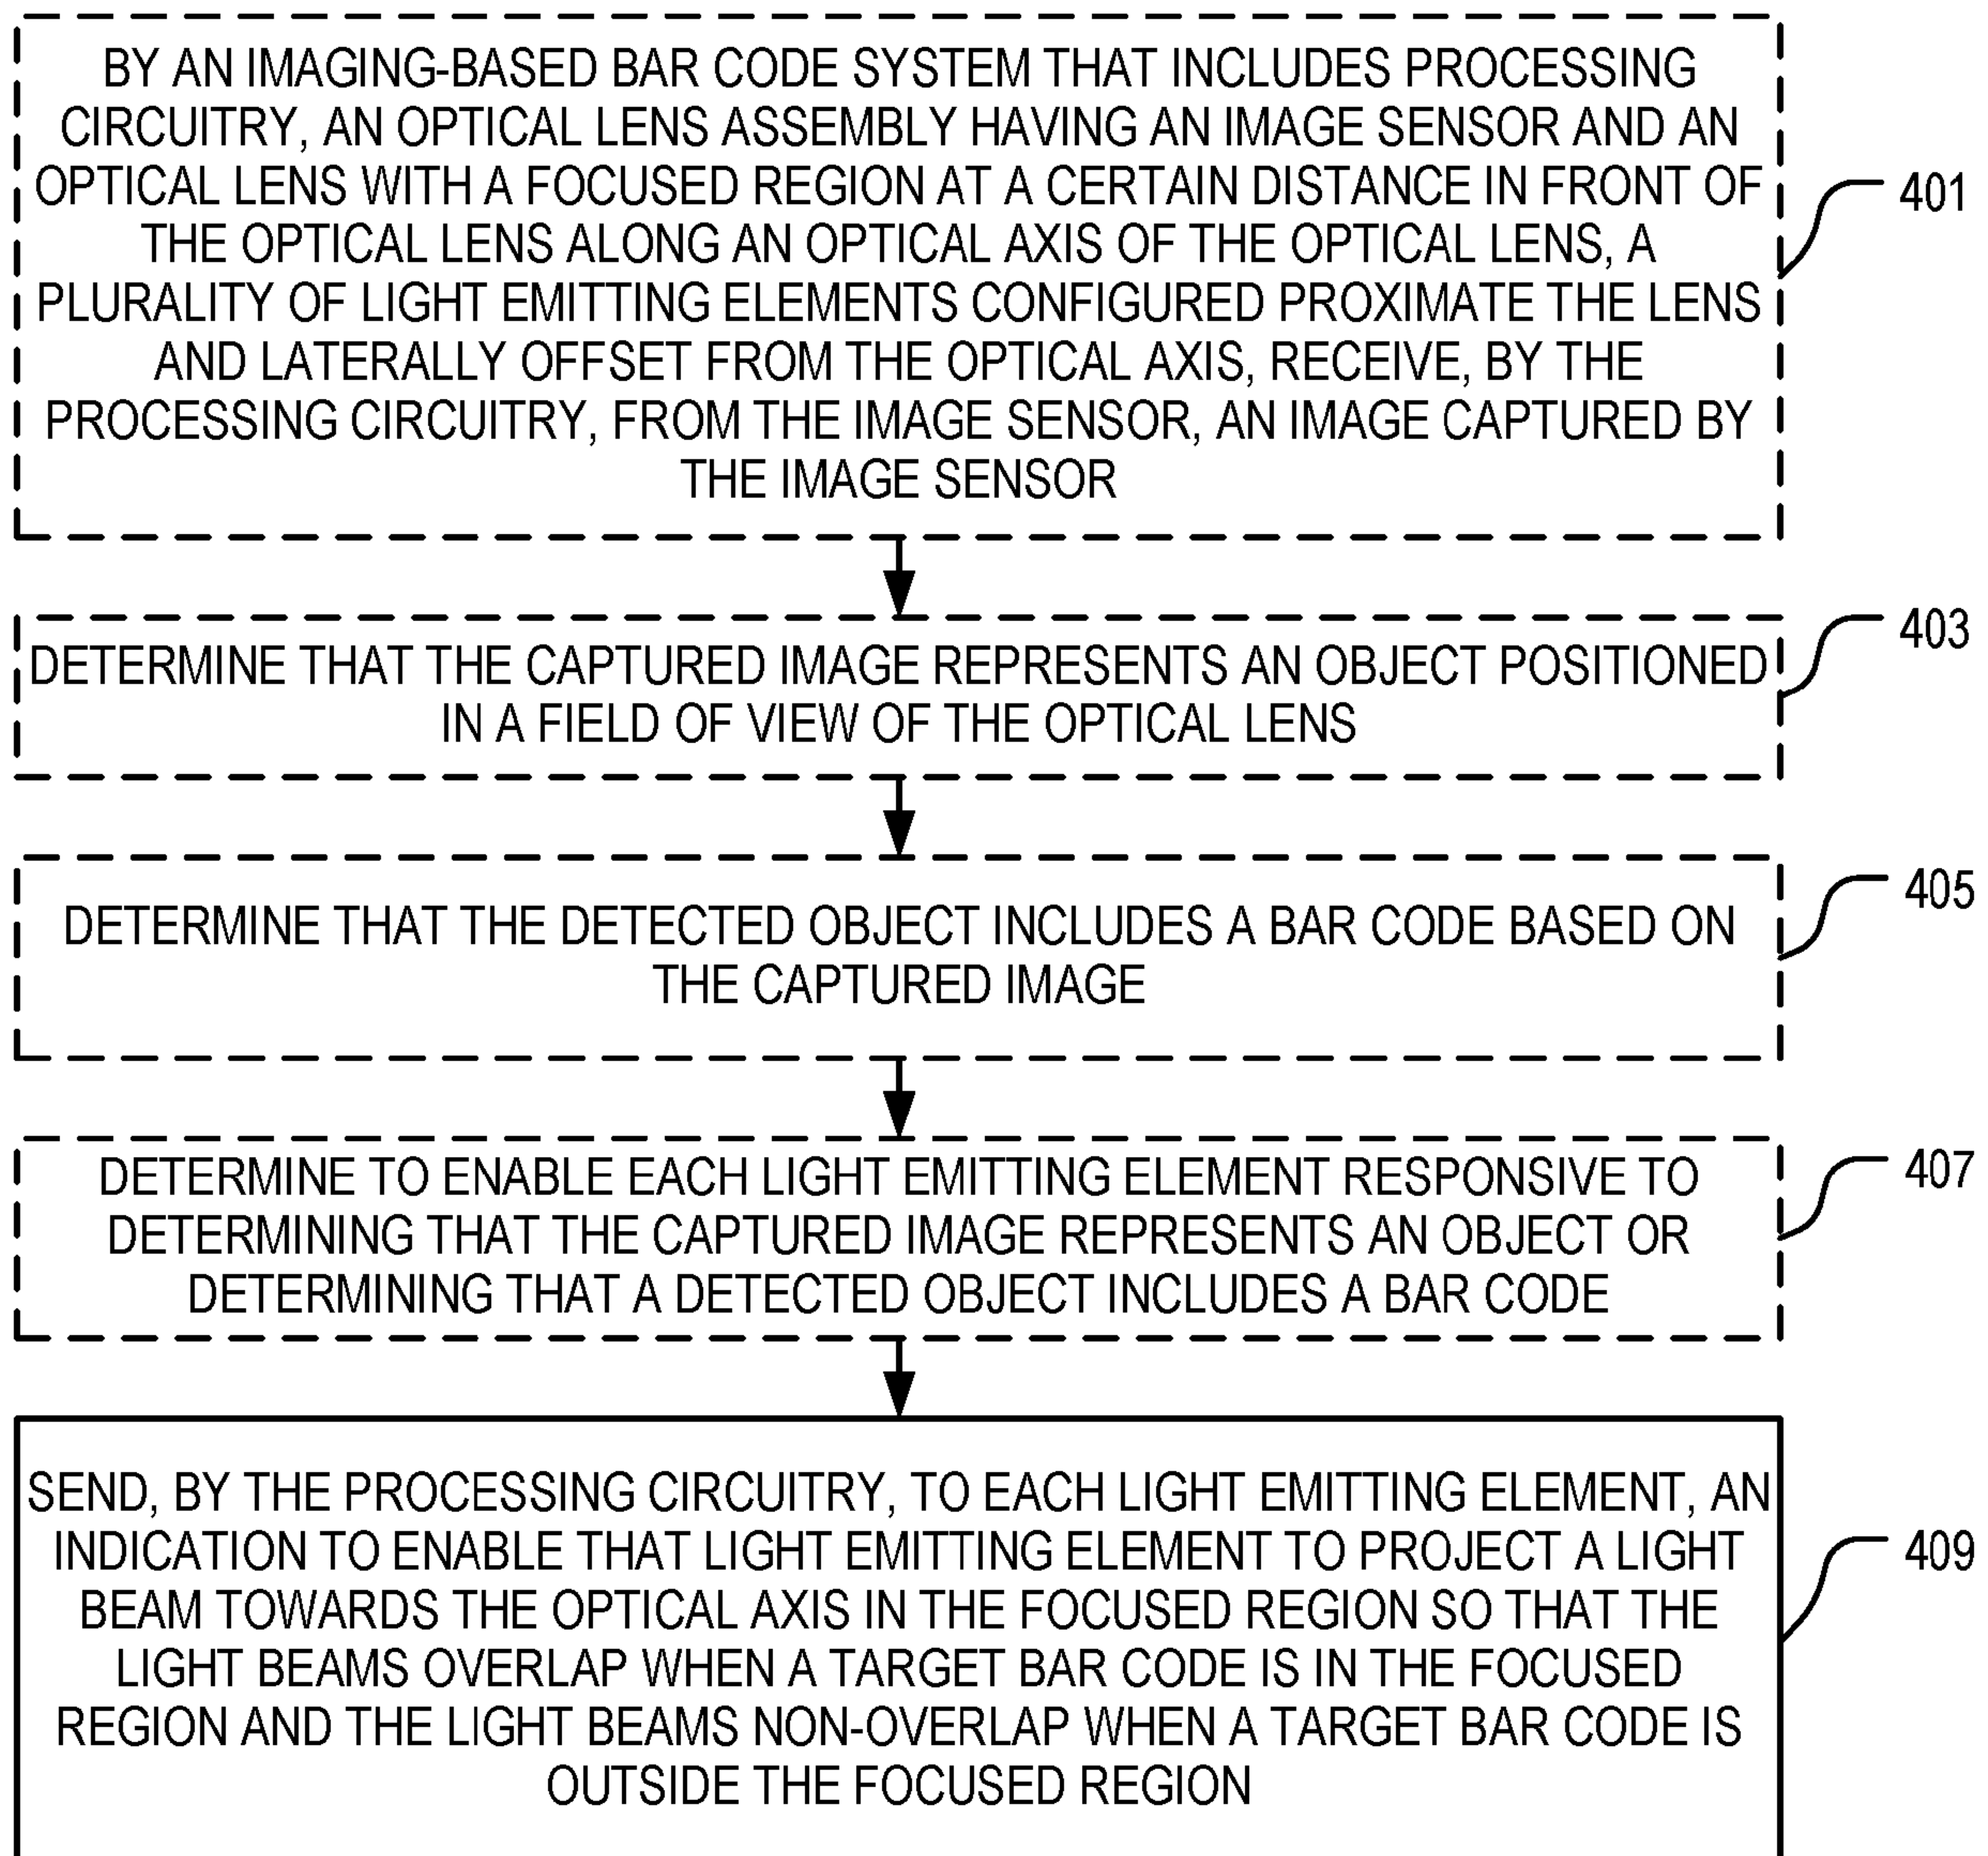 BY AN IMAGING-BASED BAR CODE SYSTEM THAT INCLUDES PROCESSING
CIRCUITRY, AN OPTICAL LENS ASSEMBLY HAVING AN IMAGE SENSOR AND AN
OPTICAL LENS WITH A FOCUSED REGION AT A CERTAIN DISTANCE IN FRONT OF
THE OPTICAL LENS ALONG AN OPTICAL AXIS OF THE OPTICAL LENS, A
PLURALITY OF LIGHT EMITTING ELEMENTS CONFIGURED PROXIMATE THE LENS
AND LATERALLY OFFSET FROM THE OPTICAL AXIS, RECEIVE, BY THE
PROCESSING CIRCUITRY, FROM THE IMAGE SENSOR, AN IMAGE CAPTURED BY
THE IMAGE SENSOR
401
DETERMINE THAT THE CAPTURED IMAGE REPRESENTS AN OBJECT POSITIONED
IN A FIELD OF VIEW OF THE OPTICAL LENS
403
DETERMINE THAT THE DETECTED OBJECT INCLUDES A BAR CODE BASED ON
THE CAPTURED IMAGE
405
DETERMINE TO ENABLE EACH LIGHT EMITTING ELEMENT RESPONSIVE TO
DETERMINING THAT THE CAPTURED IMAGE REPRESENTS AN OBJECT OR
DETERMINING THAT A DETECTED OBJECT INCLUDES A BAR CODE
407
SEND, BY THE PROCESSING CIRCUITRY, TO EACH LIGHT EMITTING ELEMENT, AN
INDICATION TO ENABLE THAT LIGHT EMITTING ELEMENT TO PROJECT A LIGHT
BEAM TOWARDS THE OPTICAL AXIS IN THE FOCUSED REGION SO THAT THE
LIGHT BEAMS OVERLAP WHEN A TARGET BAR CODE IS IN THE FOCUSED
REGION AND THE LIGHT BEAMS NON-OVERLAP WHEN A TARGET BAR CODE IS
OUTSIDE THE FOCUSED REGION
409